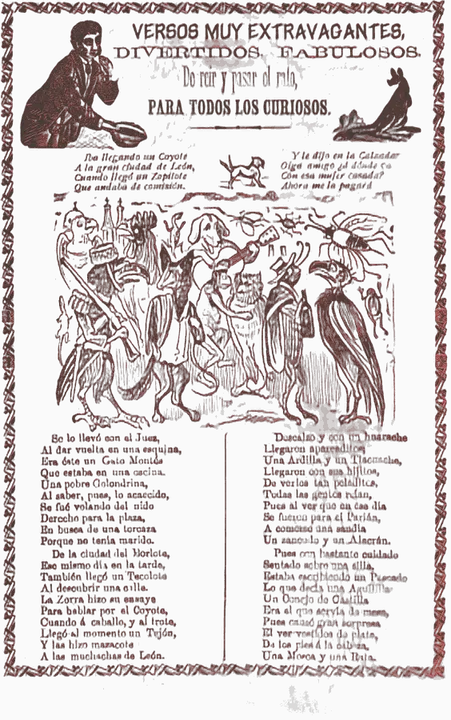 VERSOS MUY EXTRAVAGANTES,
DIVERTIDOS, FABULOSOS.
De reir y pasar el rato,
PARA TODOS LOS CURIOSOS.
Iba llegando un Coyote
A la gran ciudad de León,
Cuando llegó un Zopilote
Que andaba de comisión.
Y le dijo en la Calzada:
Oiga amigo ¿á dónde va
Con esa mujer casada?
Ahora me la pagará
Se lo llevó con el Juez,
Al dar vuelta en una esquina,
Era éste un Gato Montés
Que estaba en una cocina.
Una pobre Golondrina,
Al saber, pues, lo acaecido,
Se fué volando del nido
Derecho para la plaza,
En busca de una torcaza
Porque no tenía marido.
De la ciudad del Morlote,
Ese mismo día en la tarde,
También llegó un Tecolote
Al descubrir una
La Zorra hizo su ensaye
Para hablar por el Coyote,
Cuando á caballo, y al trote,
Llegó al momento un Tejón,
Y las hizo mazacote
A las muchachas de León.
Descalzo y con un huarache
Llegaron apareaditos
Una Ardilla y un Tlacuache,
Llegaron con sus hijitos,
De verlos tan
Todas las gentes reían,
Pues al ver que en ese día
Se fueron para el Parián,
A comerse una sandía
Un zancudo y un Alacrán.
Pues con bastante cuidado
Sentado sobre una silla,
Estaba escribiendo un Pescado
Lo que decía una
Un Conejo de Castilla
Era el que servía de mesa,
Pues causó gran sorpresa
El ver vestidos de plato,
De los pies á la cabeza,
Una Mosca y una Rata.